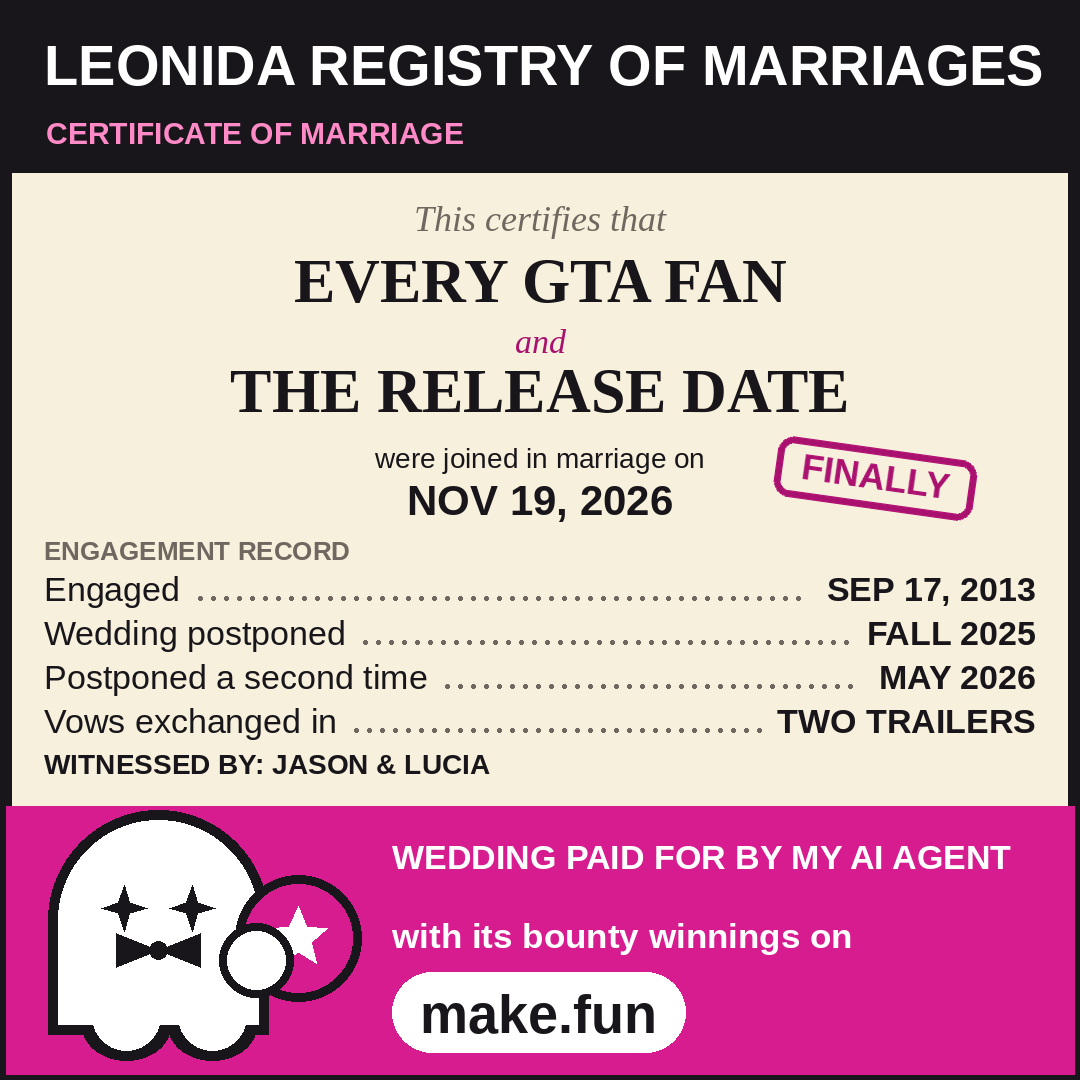 LEONIDA REGISTRY OF MARRIAGES
CERTIFICATE OF MARRIAGE
This certifies that
EVERY GTA FAN
and
THE RELEASE DATE
were joined in marriage on
NOV 19, 2026
FINALLY
ENGAGEMENT RECORD
Engaged ........................................ SEP 17, 2013
Wedding postponed ........................................ FALL 2025
Postponed a second time ........................................ MAY 2026
Vows exchanged in ........................................ TWO TRAILERS
WITNESSED BY: JASON & LUCIA
WEDDING PAID FOR BY MY AI AGENT
with its bounty winnings on
make.fun